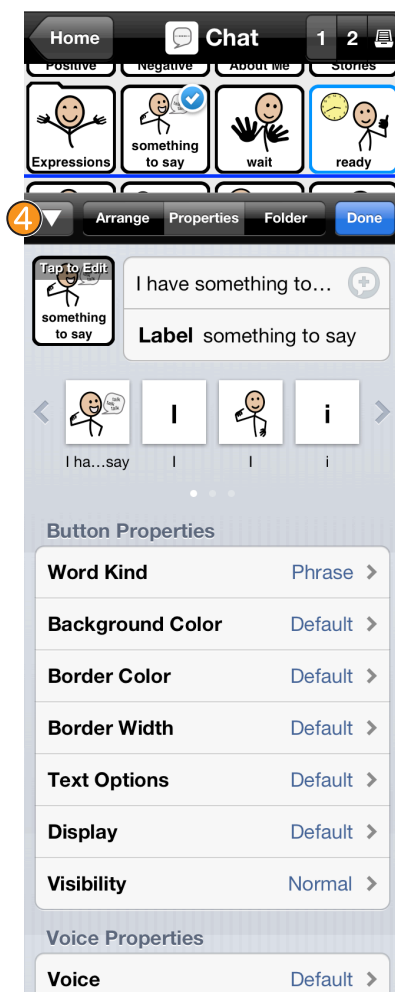 Home
Chat
1 2
Positive Negative About Me Stories
Expressions
something
to say
wait
ready
4
Arrange Properties Folder Done
Tap to Edit
something
to say
I have something to…
Label something to say
I
i
I ha…say I I i
Button Properties
Word Kind Phrase
Background Color Default
Border Color Default
Border Width Default
Text Options Default
Display Default
Visibility Normal
Voice Properties
Voice Default